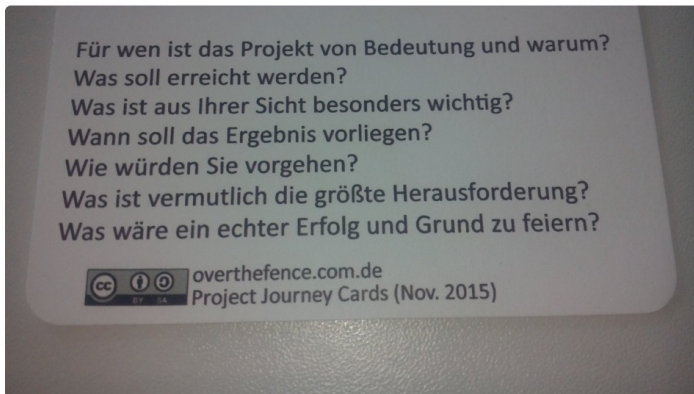 Für wen ist das Projekt von Bedeutung und warum?
Was soll erreicht werden?
Was ist aus Ihrer Sicht besonders wichtig?
Wann soll das Ergebnis vorliegen?
Wie würden Sie vorgehen?
Was ist vermutlich die größte Herausforderung?
Was wäre ein echter Erfolg und Grund zu feiern?
cc BY SA
overthefence.com.de
Project Journey Cards (Nov. 2015)